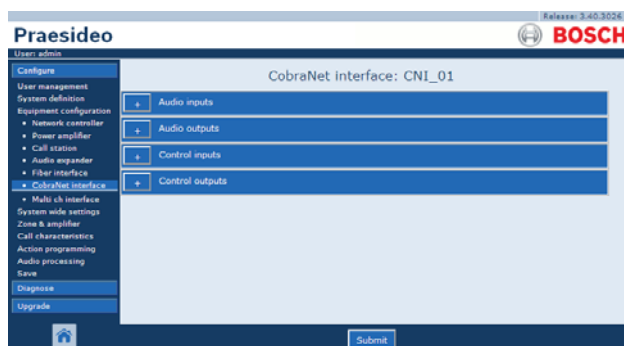 Release: 3.40.3026
Praesideo
BOSCH
User: admin
Configure
User management
System definition
Equipment configuration
• Network controller
• Power amplifier
• Call station
• Audio expander
• Fiber interface
• CobraNet interface
• Multi ch interface
System wide settings
Zone & amplifier
Call characteristics
Action programming
Audio processing
Save
Diagnose
Upgrade
CobraNet interface: CNI_01
+ Audio inputs
+ Audio outputs
+ Control inputs
+ Control outputs
Submit